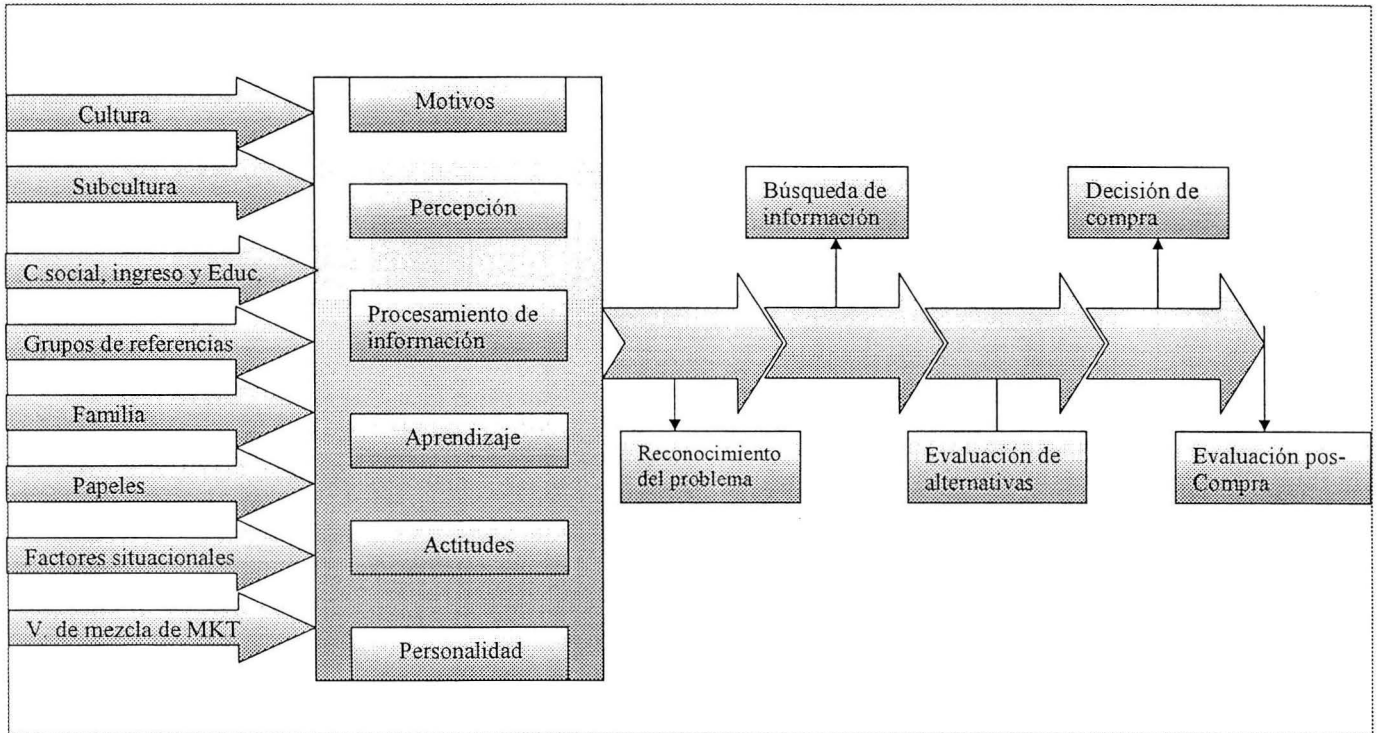 Cultura
Subcultura
C.social, ingreso y Educ.
Grupos de referencias
Familia
Papeles
Factores situacionales
V. de mezcla de MKT
Motivos
Percepción
Procesamiento de
información
Aprendizaje
Actitudes
Personalidad
Búsqueda de
información
Decisión de
compra
Reconocimiento
del problema
Evaluación de
alternativas
Evaluación pos-
Compra